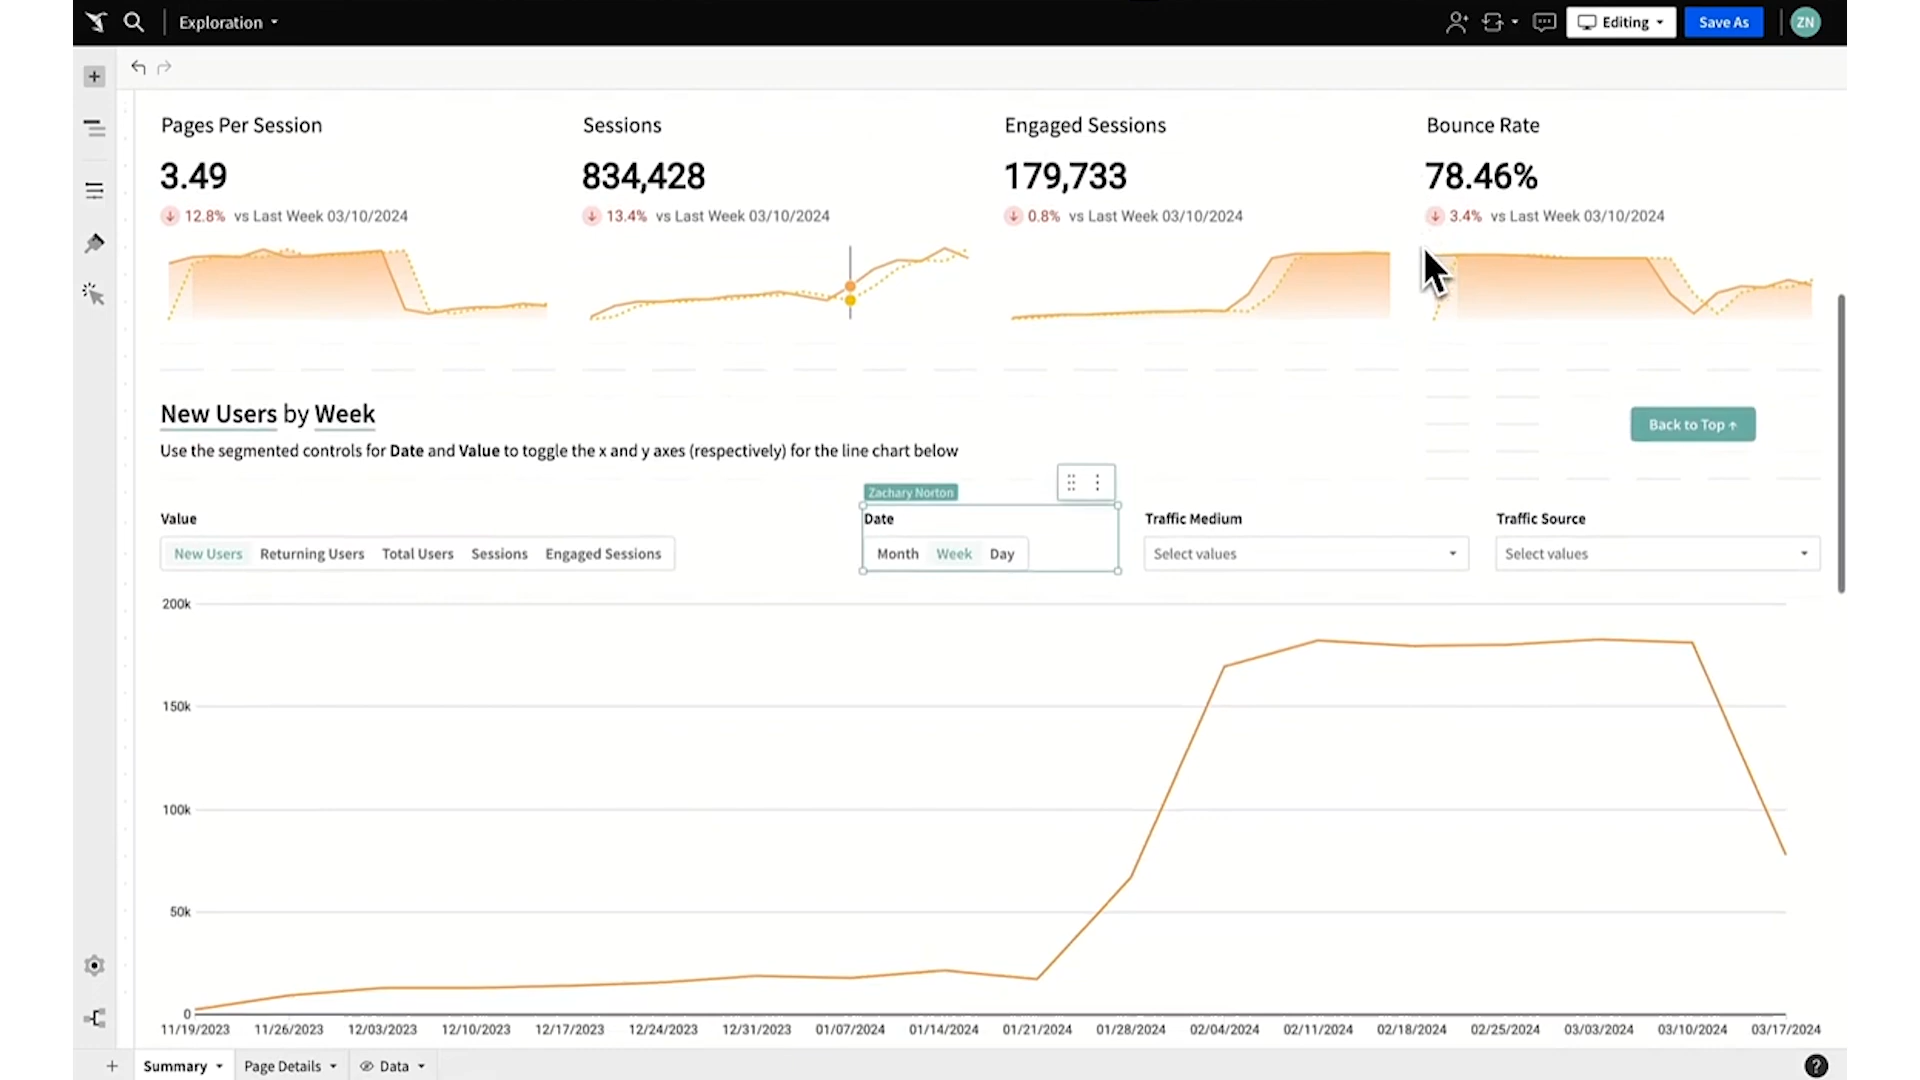 Exploration
Editing
Save As
ZN
Pages Per Session
3.49
↓ 12.8% vs Last Week 03/10/2024
Sessions
834,428
↓ 13.4% vs Last Week 03/10/2024
Engaged Sessions
179,733
↓ 0.8% vs Last Week 03/10/2024
Bounce Rate
78.46%
↓ 3.4% vs Last Week 03/10/2024
New Users by Week
Back to Top ↑
Use the segmented controls for Date and Value to toggle the x and y axes (respectively) for the line chart below
Zachary Norton
Value
New Users Returning Users Total Users Sessions Engaged Sessions
Date
Month Week Day
Traffic Medium
Select values
Traffic Source
Select values
200k
150k
100k
50k
0
11/19/2023 11/26/2023 12/03/2023 12/10/2023 12/17/2023 12/24/2023 12/31/2023 01/07/2024 01/14/2024 01/21/2024 01/28/2024 02/04/2024 02/11/2024 02/18/2024 02/25/2024 03/03/2024 03/10/2024 03/17/2024
+ Summary Page Details Data ?